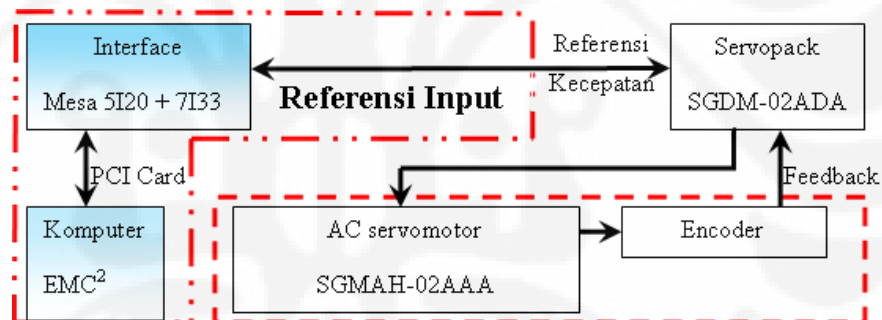 Interface
Mesa 5I20 + 7I33
Referensi
Kecepatan
Servopack
SGDM-02ADA
Referensi Input
PCI Card
Feedback
Komputer
EMC²
AC servomotor
SGMAH-02AAA
Encoder